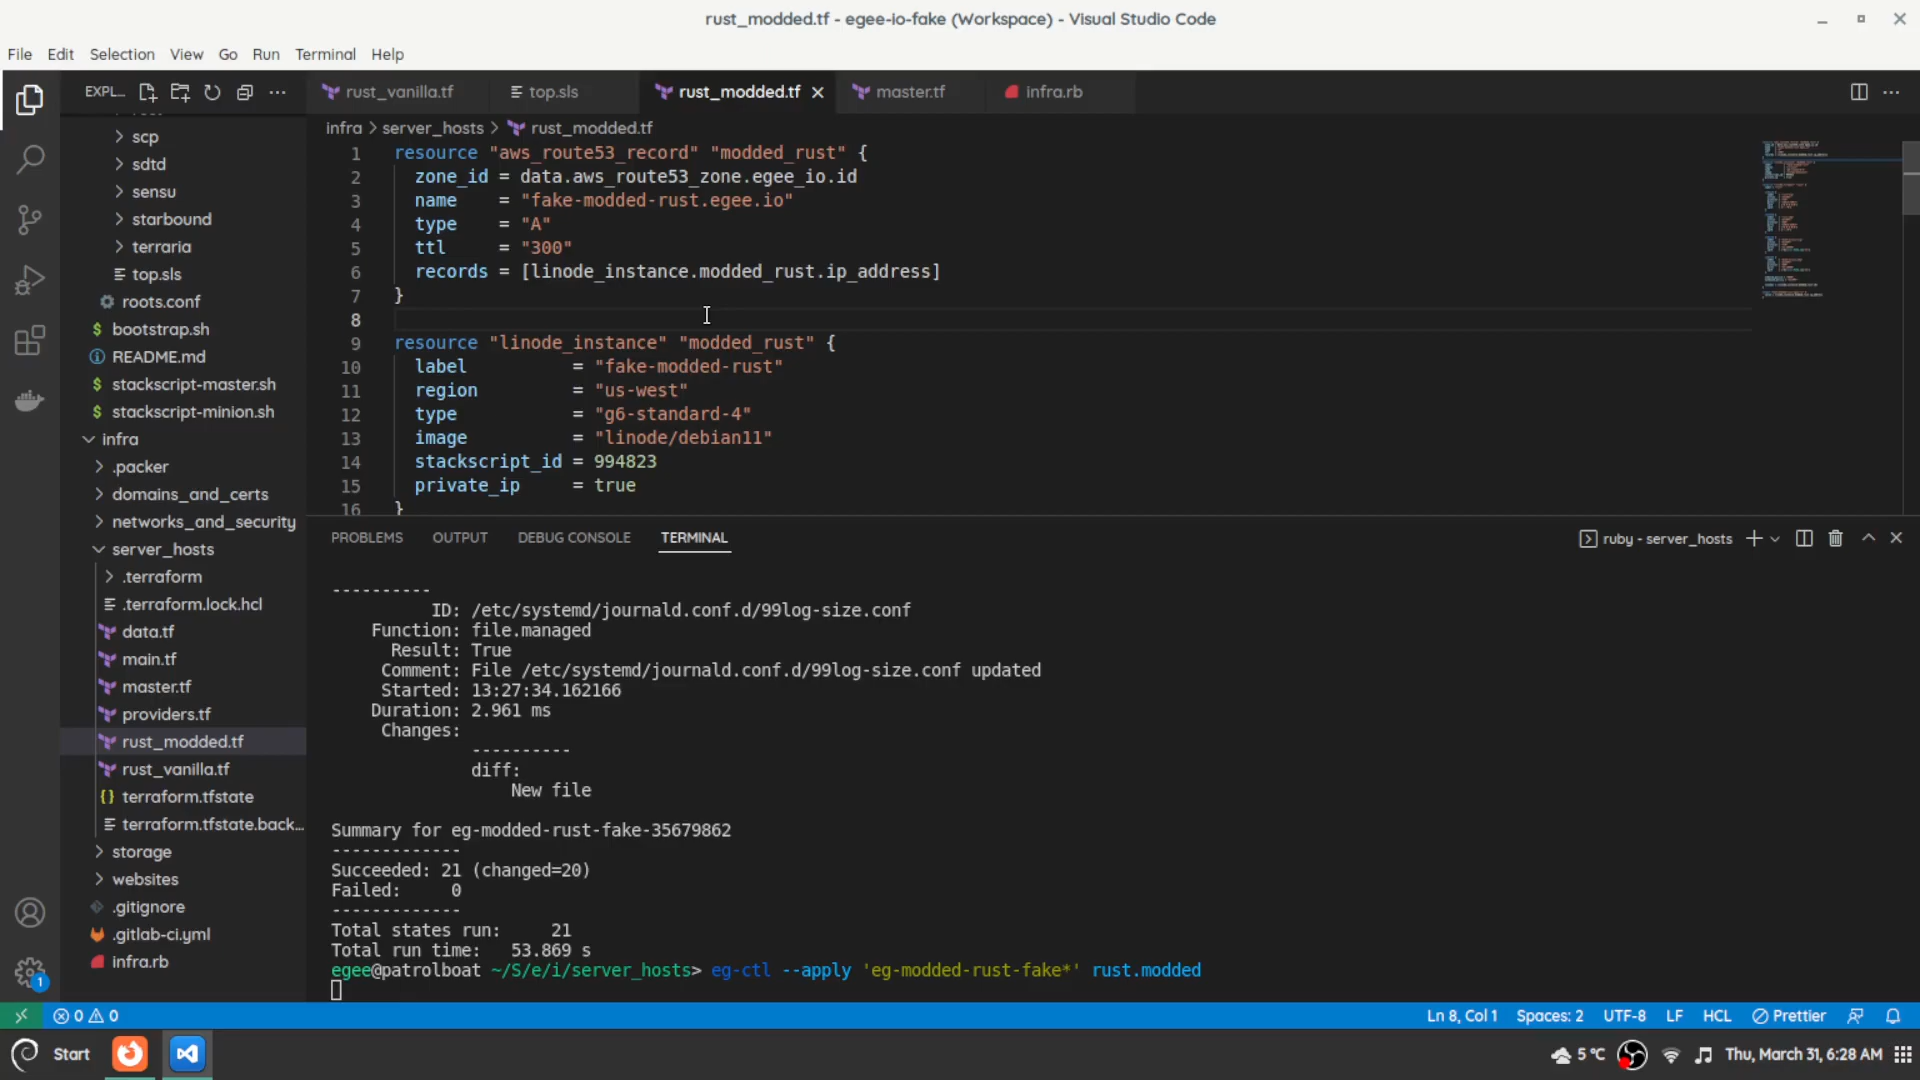 rust_modded.tf - egee-io-fake (Workspace) - Visual Studio Code
File Edit Selection View Go Run Terminal Help
EXPL...
rust_vanilla.tf
top.sls
rust_modded.tf
master.tf
infra.rb
scp
sdtd
sensu
starbound
terraria
top.sls
roots.conf
bootstrap.sh
README.md
stackscript-master.sh
stackscript-minion.sh
infra
.packer
domains_and_certs
networks_and_security
server_hosts
.terraform
.terraform.lock.hcl
data.tf
main.tf
master.tf
providers.tf
rust_modded.tf
rust_vanilla.tf
terraform.tfstate
terraform.tfstate.back...
storage
websites
.gitignore
.gitlab-ci.yml
infra.rb
1
infra > server_hosts > rust_modded.tf
1 resource "aws_route53_record" "modded_rust" {
2 zone_id = data.aws_route53_zone.egee_io.id
3 name = "fake-modded-rust.egee.io"
4 type = "A"
5 ttl = "300"
6 records = [linode_instance.modded_rust.ip_address]
7 }
8
9 resource "linode_instance" "modded_rust" {
10 label = "fake-modded-rust"
11 region = "us-west"
12 type = "g6-standard-4"
13 image = "linode/debian11"
14 stackscript_id = 994823
15 private_ip = true
16 }
PROBLEMS OUTPUT DEBUG CONSOLE TERMINAL
ruby - server_hosts
----------
ID: /etc/systemd/journald.conf.d/99log-size.conf
Function: file.managed
Result: True
Comment: File /etc/systemd/journald.conf.d/99log-size.conf updated
Started: 13:27:34.162166
Duration: 2.961 ms
Changes:
----------
diff:
New file
Summary for eg-modded-rust-fake-35679862
-------------
Succeeded: 21 (changed=20)
Failed: 0
-------------
Total states run: 21
Total run time: 53.869 s
egee@patrolboat ~/S/e/i/server_hosts> eg-ctl --apply 'eg-modded-rust-fake*' rust.modded
0 0
Ln 8, Col 1 Spaces: 2 UTF-8 LF HCL Prettier
Start
5 °C
Thu, March 31, 6:28 AM